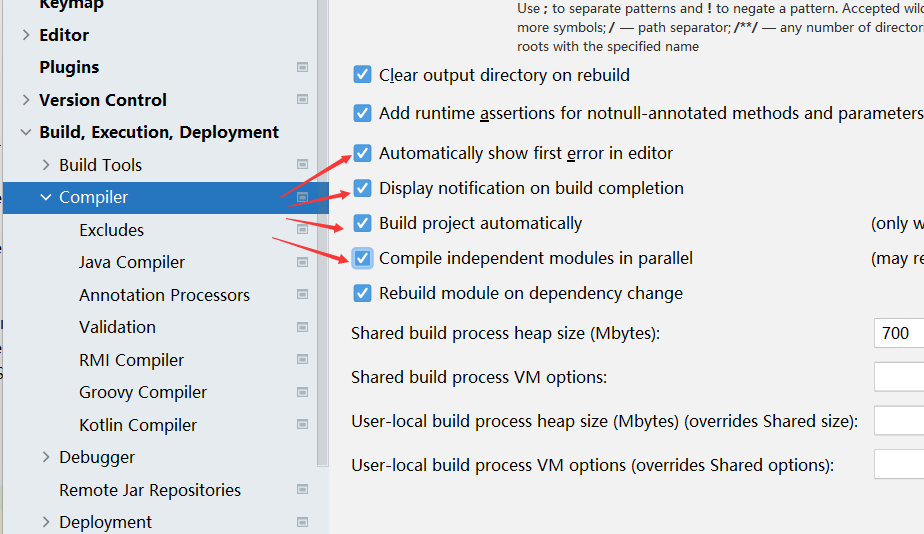 Keymap
Editor
Plugins
Version Control
Build, Execution, Deployment
Build Tools
Compiler
Excludes
Java Compiler
Annotation Processors
Validation
RMI Compiler
Groovy Compiler
Kotlin Compiler
Debugger
Remote Jar Repositories
Deployment
Use ; to separate patterns and ! to negate a pattern. Accepted
more symbols; / — path separator; /**/ — any number of
roots with the specified name
Clear output directory on rebuild
Add runtime assertions for notnull-annotated methods and parameters
Automatically show first error in editor
Display notification on build completion
Build project automatically (only
Compile independent modules in parallel (may
Rebuild module on dependency change
Shared build process heap size (Mbytes): 700
Shared build process VM options:
User-local build process heap size (Mbytes) (overrides Shared size):
User-local build process VM options (overrides Shared options):